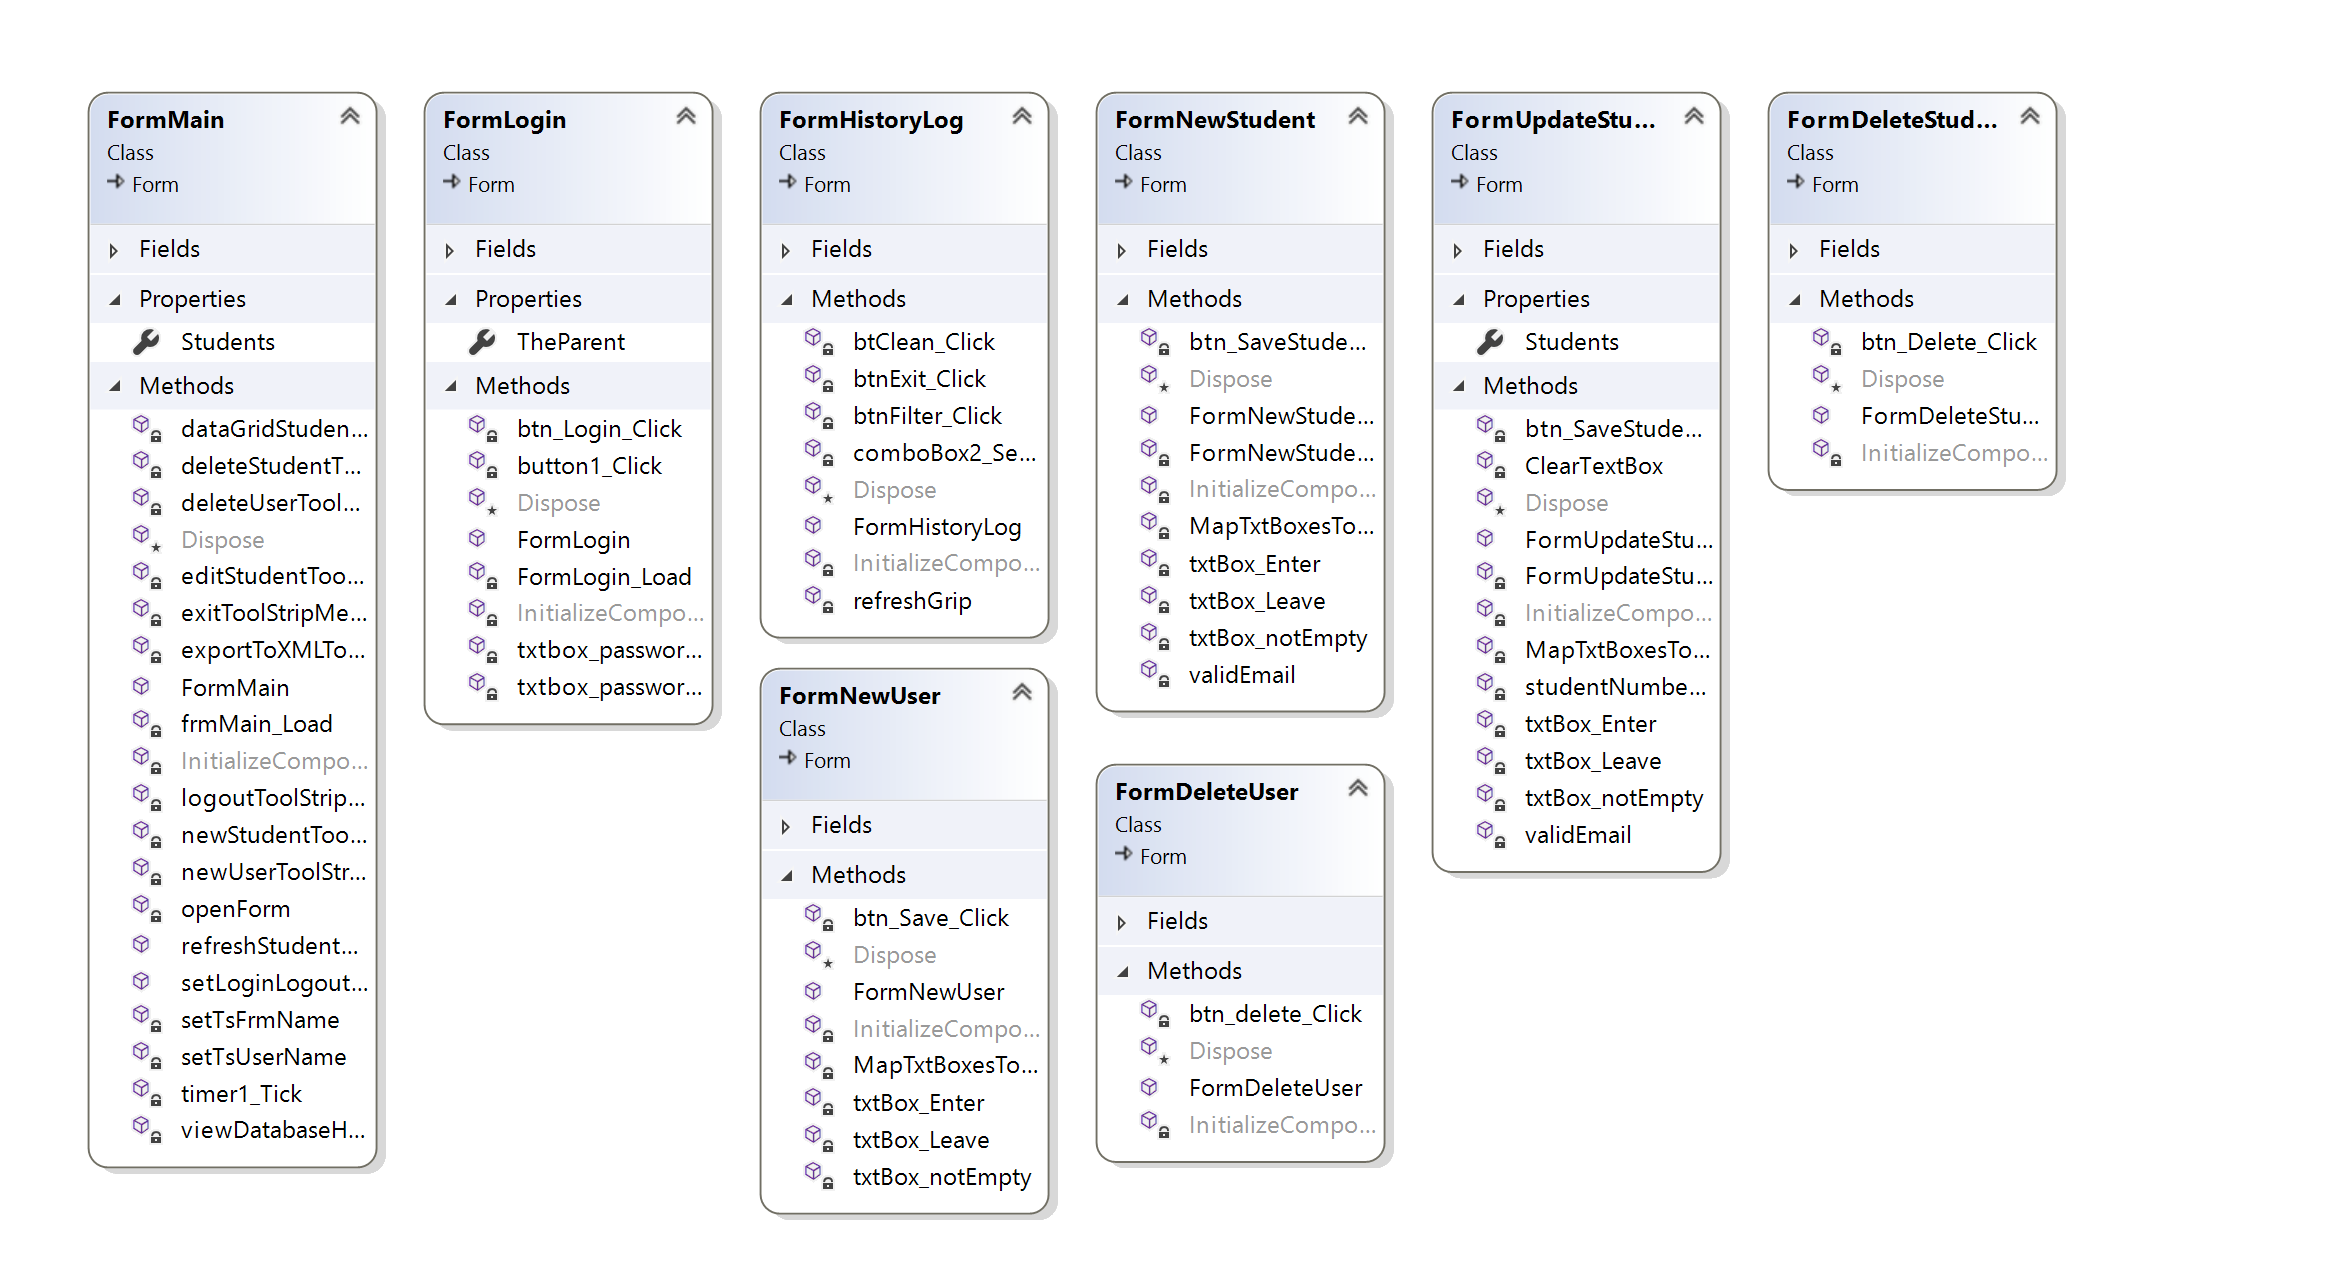 FormMain
Class
Form
Fields
Properties
Students
Methods
dataGridStuden...
deleteStudentT...
deleteUserTool...
Dispose
editStudentToo...
exitToolStripMe...
exportToXMLTo...
FormMain
frmMain_Load
InitializeCompo...
logoutToolStrip...
newStudentToo...
newUserToolStr...
openForm
refreshStudent...
setLoginLogout...
setTsFrmName
setTsUserName
timer1_Tick
viewDatabaseH...
FormLogin
Class
Form
Fields
Properties
TheParent
Methods
btn_Login_Click
button1_Click
Dispose
FormLogin
FormLogin_Load
InitializeCompo...
txtbox_passwor...
txtbox_passwor...
FormHistoryLog
Class
Form
Fields
Methods
btClean_Click
btnExit_Click
btnFilter_Click
comboBox2_Se...
Dispose
FormHistoryLog
InitializeCompo...
refreshGrip
FormNewUser
Class
Form
Fields
Methods
btn_Save_Click
Dispose
FormNewUser
InitializeCompo...
MapTxtBoxesTo...
txtBox_Enter
txtBox_Leave
txtBox_notEmpty
FormNewStudent
Class
Form
Fields
Methods
btn_SaveStude...
Dispose
FormNewStude...
FormNewStude...
InitializeCompo...
MapTxtBoxesTo...
txtBox_Enter
txtBox_Leave
txtBox_notEmpty
validEmail
FormDeleteUser
Class
Form
Fields
Methods
btn_delete_Click
Dispose
FormDeleteUser
InitializeCompo...
FormUpdateStu...
Class
Form
Fields
Properties
Students
Methods
btn_SaveStude...
ClearTextBox
Dispose
FormUpdateStu...
FormUpdateStu...
InitializeCompo...
MapTxtBoxesTo...
studentNumbe...
txtBox_Enter
txtBox_Leave
txtBox_notEmpty
validEmail
FormDeleteStud...
Class
Form
Fields
Methods
btn_Delete_Click
Dispose
FormDeleteStu...
InitializeCompo...